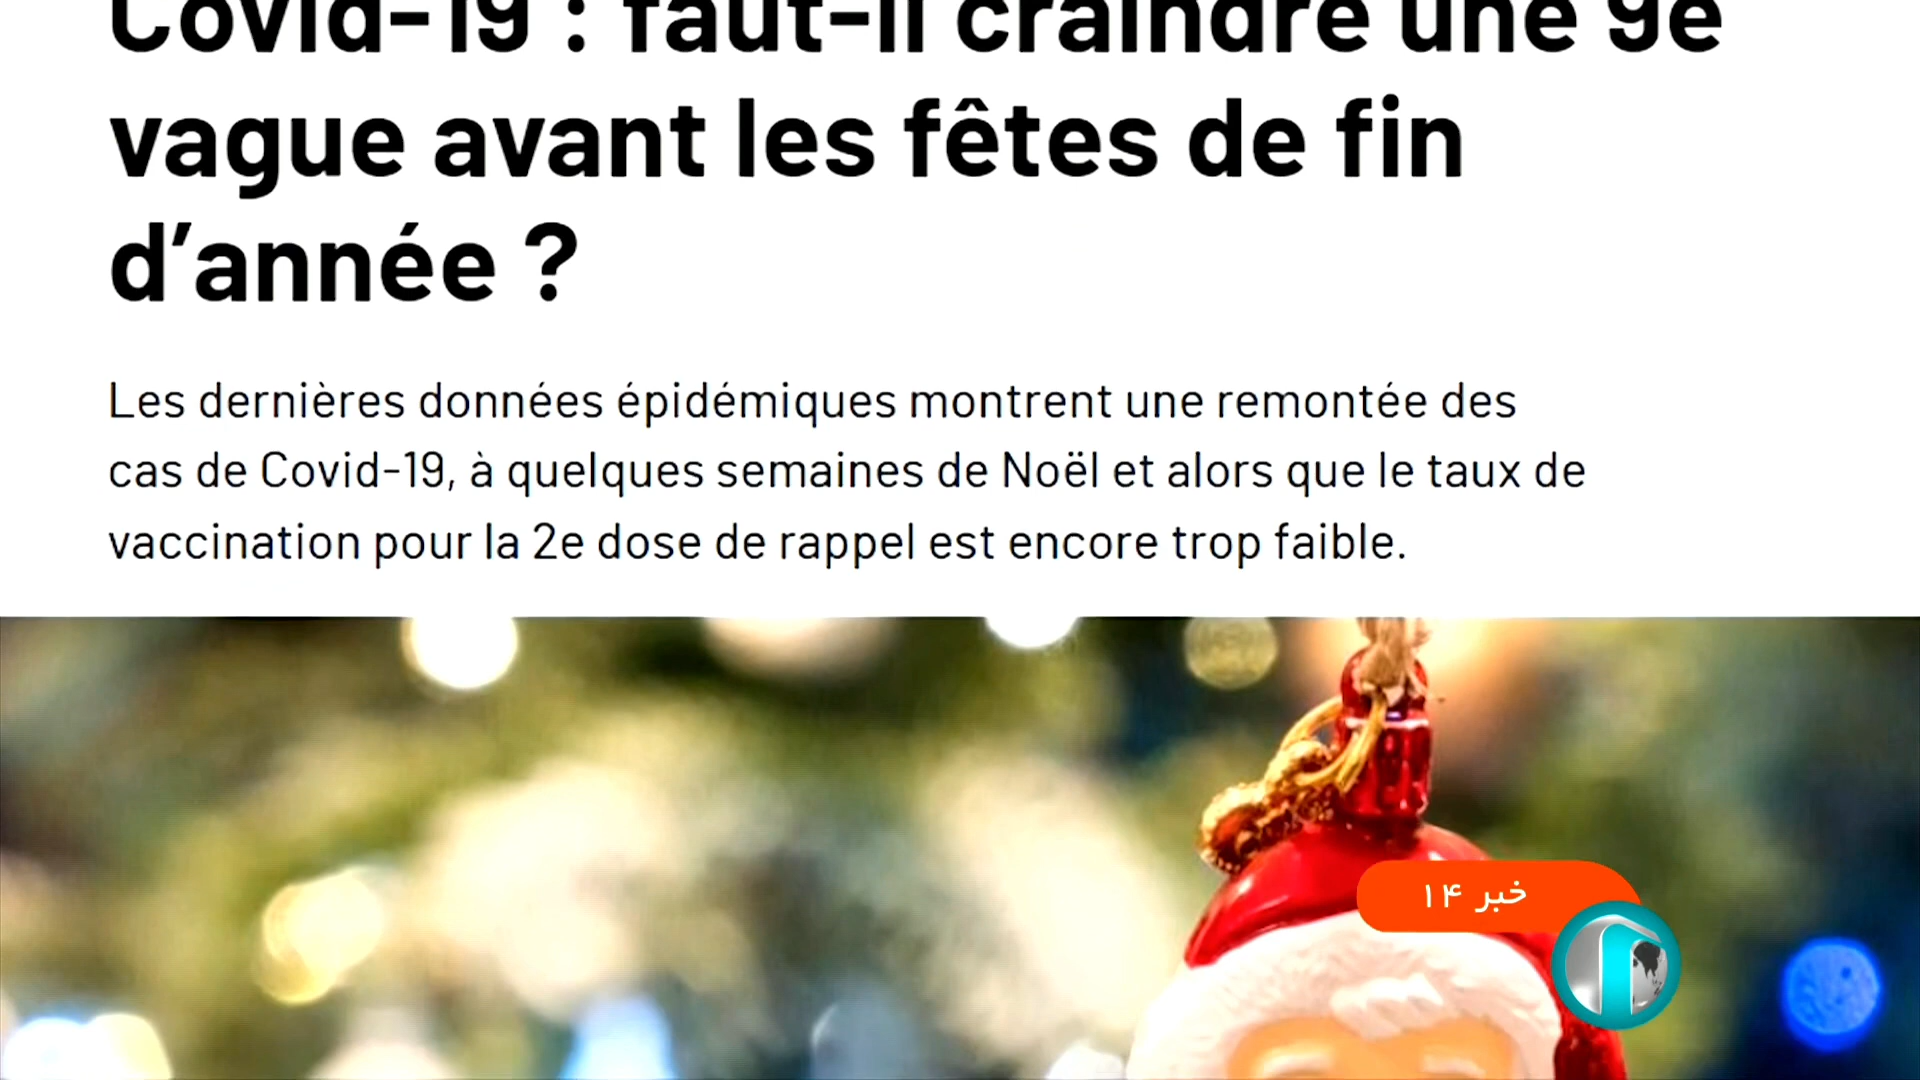 Covid-19 : faut-il craindre une 9e
vague avant les fêtes de fin
d’année ?
Les dernières données épidémiques montrent une remontée des
cas de Covid-19, à quelques semaines de Noël et alors que le taux de
vaccination pour la 2e dose de rappel est encore trop faible.
خبر ۱۴